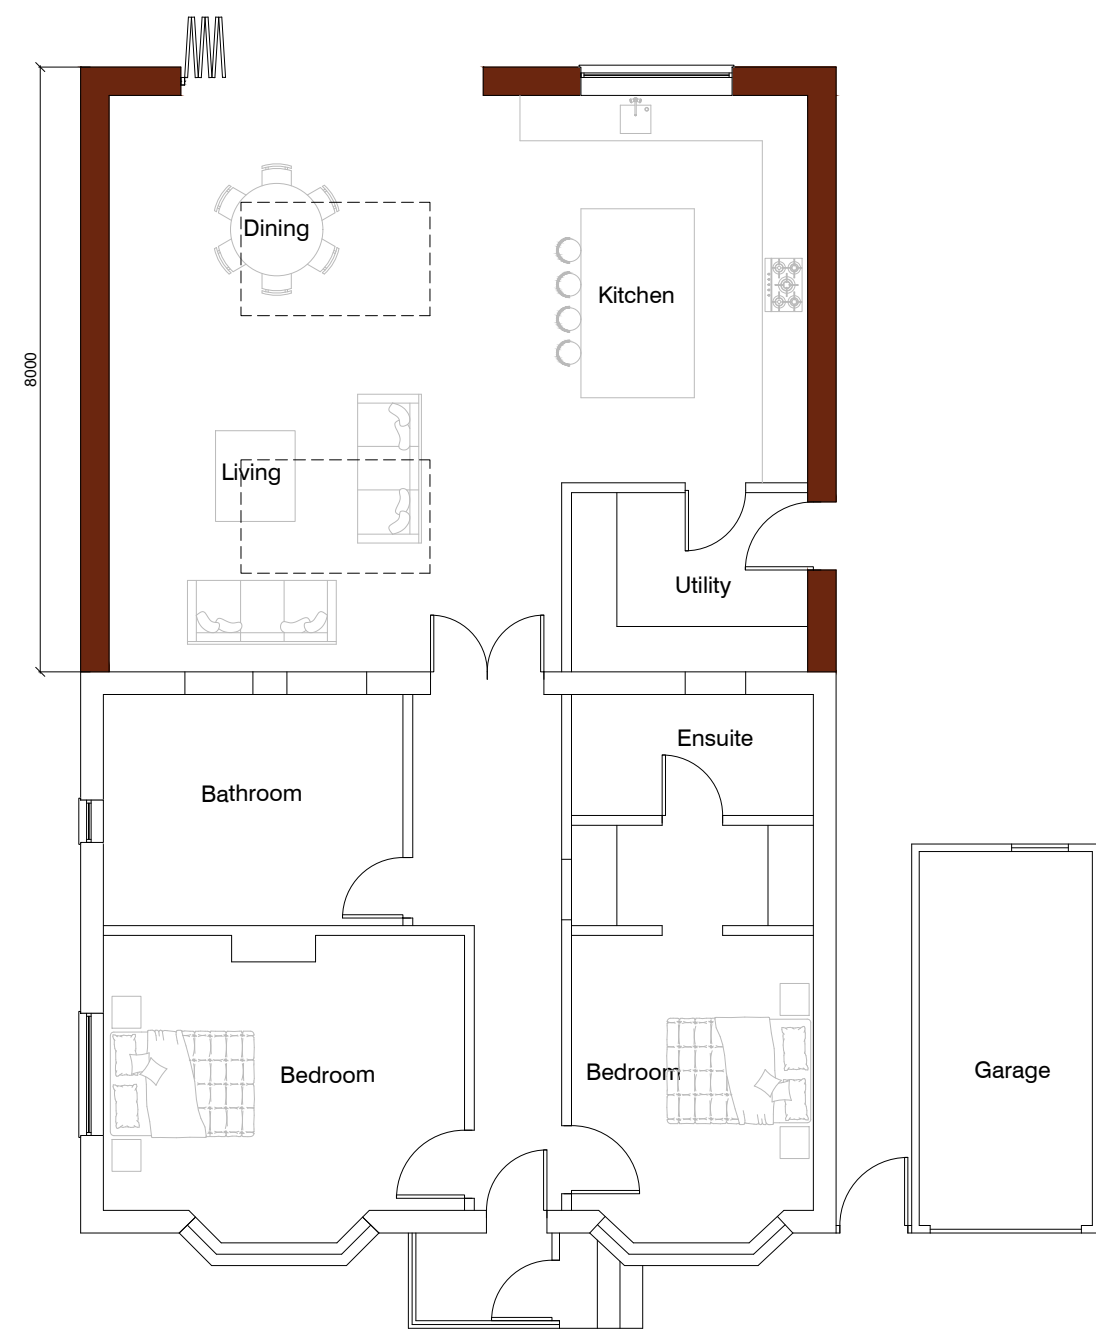 Dining
Kitchen
8000
Living
Utility
Ensuite
Bathroom
Bedroom
Bedroom
Garage